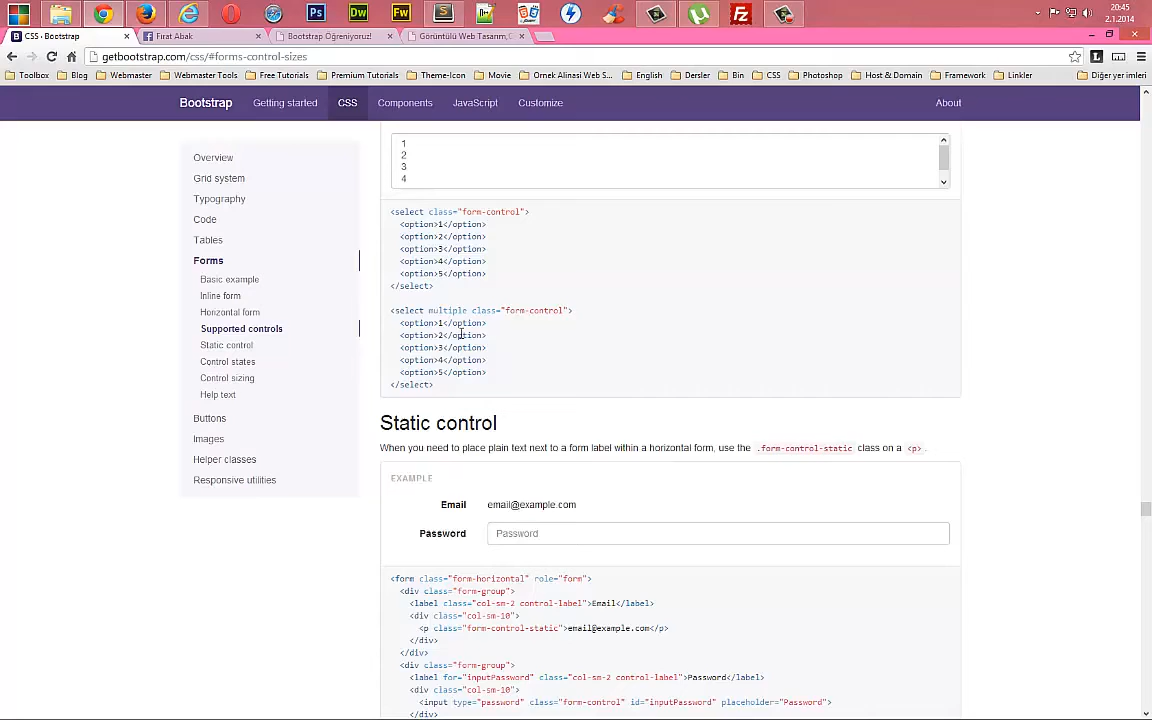 Ps
Dw
Fw
20:45
2.1.2014
CSS · Bootstrap
Fırat Abak
Bootstrap Öğreniyoruz!
Görüntülü Web Tasarım,
getbootstrap.com/css/#forms-control-sizes
Toolbox
Blog
Webmaster
Webmaster Tools
Free Tutorials
Premium Tutorials
Theme-Icon
Movie
Ornek Alinasi Web S...
English
Dersler
Bin
CSS
Photoshop
Host & Domain
Framework
Linkler
Diğer yer imleri
Bootstrap
Getting started
CSS
Components
JavaScript
Customize
About
Overview
Grid system
Typography
Code
Tables
Forms
Basic example
Inline form
Horizontal form
Supported controls
Static control
Control states
Control sizing
Help text
Buttons
Images
Helper classes
Responsive utilities
1
2
3
4
<select class="form-control">
<option>1</option>
<option>2</option>
<option>3</option>
<option>4</option>
<option>5</option>
</select>
<select multiple class="form-control">
<option>1</option>
<option>2</option>
<option>3</option>
<option>4</option>
<option>5</option>
</select>
Static control
When you need to place plain text next to a form label within a horizontal form, use the .form-control-static class on a <p>.
EXAMPLE
Email email@example.com
Password Password
<form class="form-horizontal" role="form">
<div class="form-group">
<label class="col-sm-2 control-label">Email</label>
<div class="col-sm-10">
<p class="form-control-static">email@example.com</p>
</div>
</div>
<div class="form-group">
<label for="inputPassword" class="col-sm-2 control-label">Password</label>
<div class="col-sm-10">
<input type="password" class="form-control" id="inputPassword" placeholder="Password">
</div>